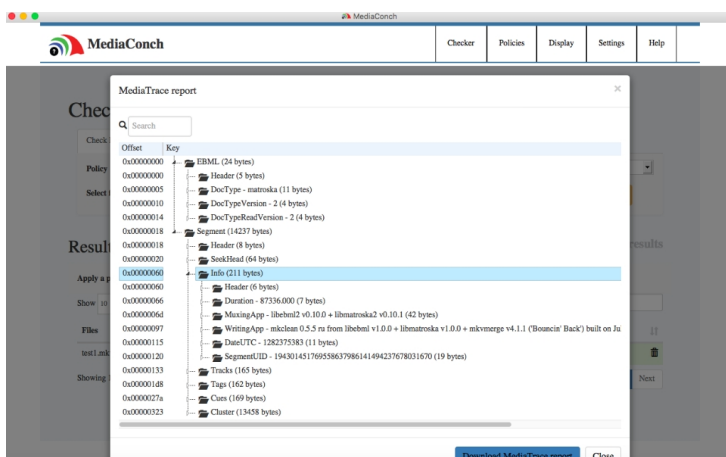 MediaConch
MediaConch
Checker Policies Display Settings Help
MediaTrace report ×
Chec
Search
Check
Offset Key
0x00000000 EBML (24 bytes)
0x00000000 Header (5 bytes)
Policy
0x00000005 DocType - matroska (11 bytes)
0x00000010 DocTypeVersion - 2 (4 bytes)
Select
0x00000014 DocTypeReadVersion - 2 (4 bytes)
0x00000018 Segment (14237 bytes)
0x00000018 Header (8 bytes)
Result
results
0x00000020 SeekHead (64 bytes)
0x00000060 Info (211 bytes)
Apply a p
0x00000060 Header (6 bytes)
0x00000066 Duration - 87336.000 (7 bytes)
Show 10
0x0000006d MuxingApp - libebml2 v0.10.0 + libmatroska2 v0.10.1 (42 bytes)
Files
0x00000097 WritingApp - mkclean 0.5.5 ru from libebml v1.0.0 + libmatroska v1.0.0 + mkvmerge v4.1.1 ('Bouncin' Back') built on Ju
0x00000115 DateUTC - 1282375383 (11 bytes)
test1.mk
0x00000120 SegmentUID - 194301451769558637986141494237678031670 (19 bytes)
0x00000133 Tracks (165 bytes)
Showing
Next
0x000001d8 Tags (162 bytes)
0x0000027a Cues (169 bytes)
0x00000323 Cluster (13458 bytes)
Download MediaTrace report Close